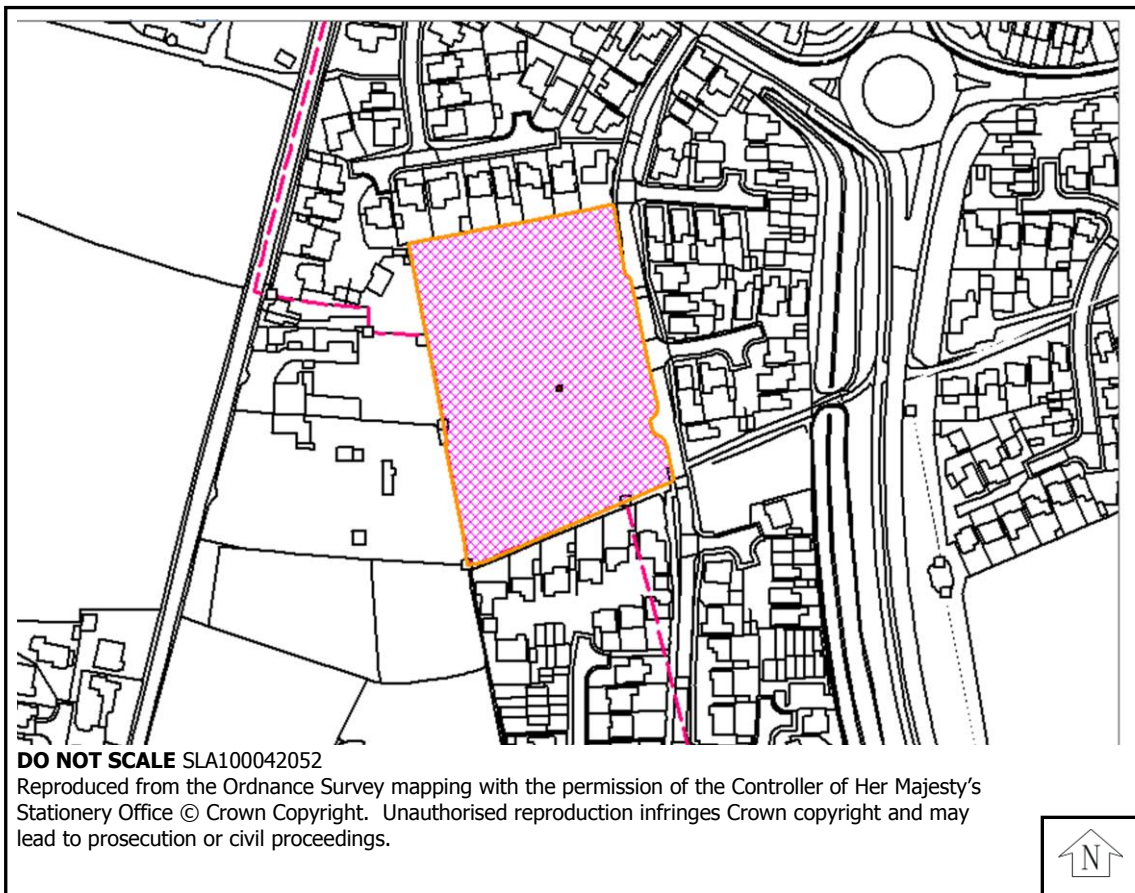 DO NOT SCALE SLA100042052
Reproduced from the Ordnance Survey mapping with the permission of the Controller of Her Majesty's
Stationery Office © Crown Copyright. Unauthorised reproduction infringes Crown copyright and may
lead to prosecution or civil proceedings.
N